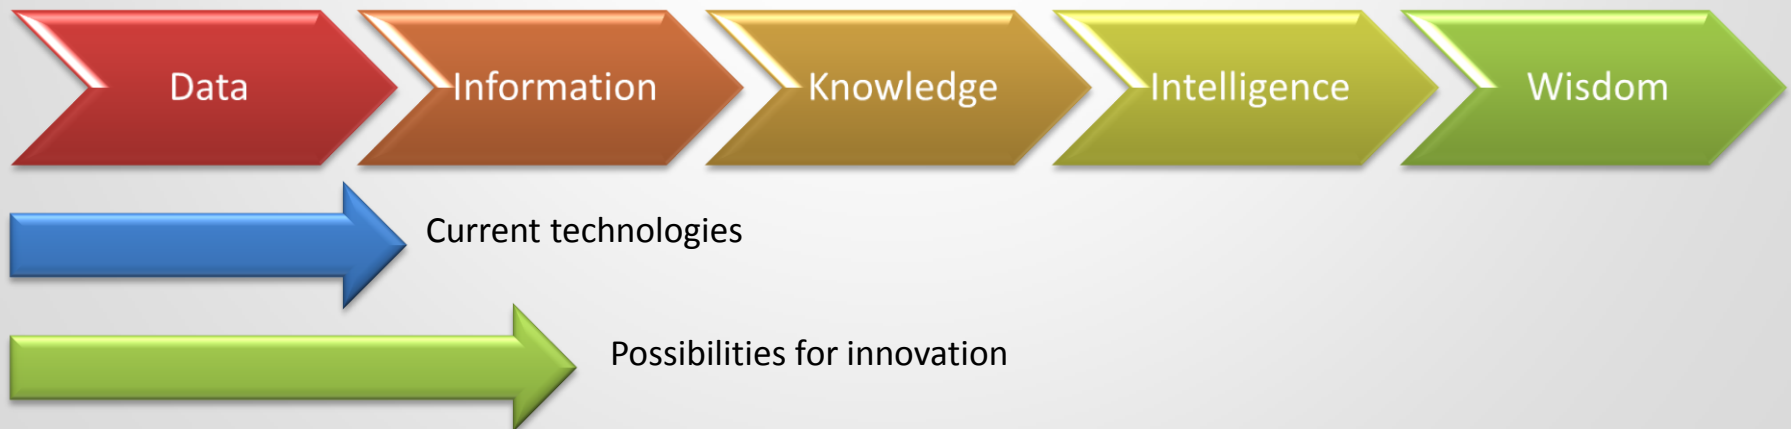 Data Information Knowledge Intelligence Wisdom
Current technologies
Possibilities for innovation